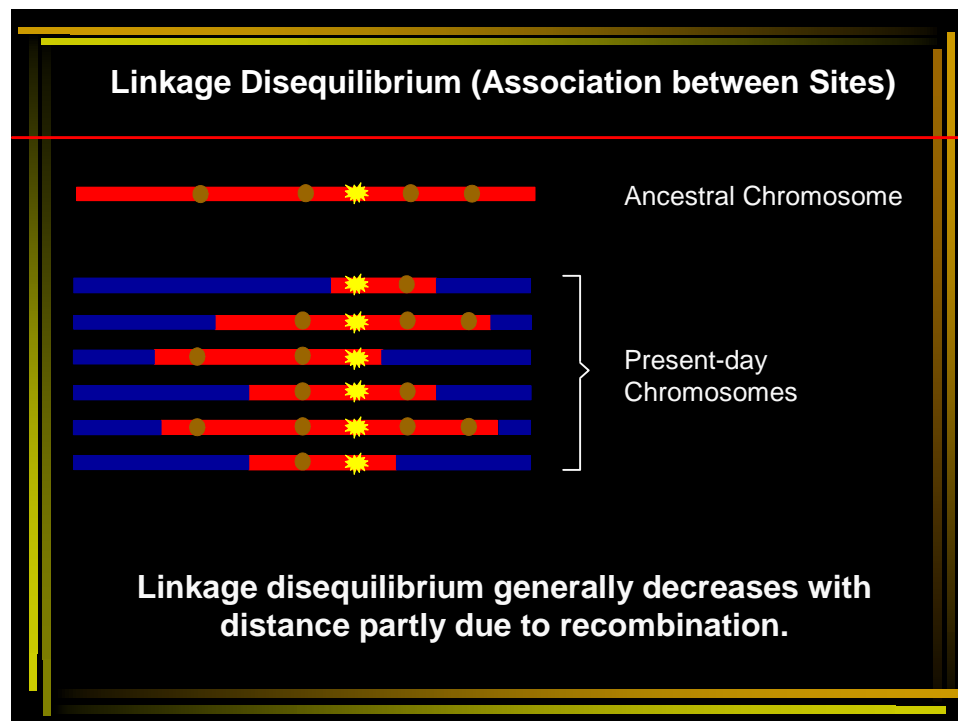 Linkage Disequilibrium (Association between Sites)
Ancestral Chromosome
Present-day
Chromosomes
Linkage disequilibrium generally decreases with
distance partly due to recombination.